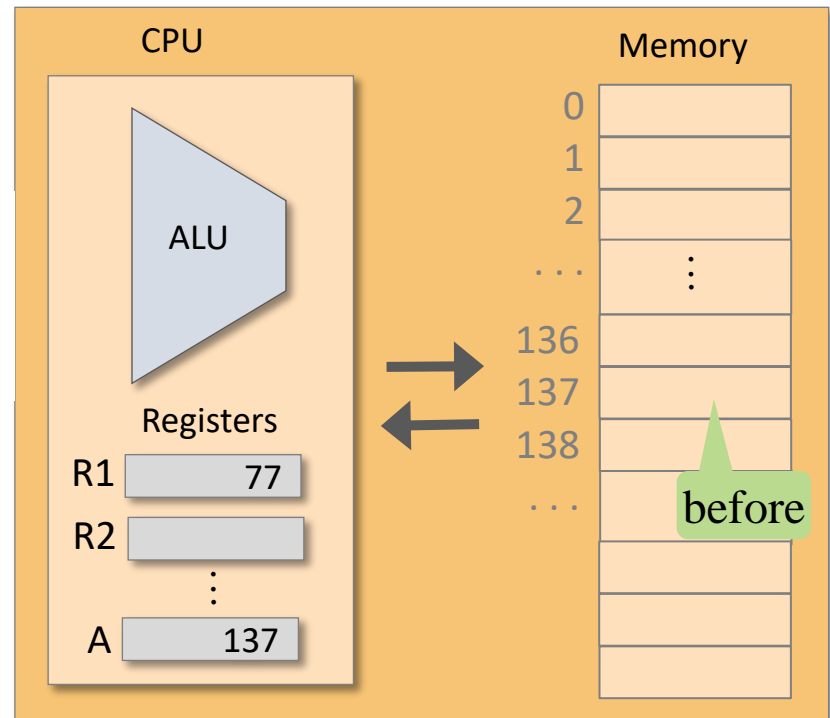 CPU
ALU
Registers
R1 77
R2
⋮
A 137
Memory
0
1
2
. . . ⋮
136
137
138
. . .
before